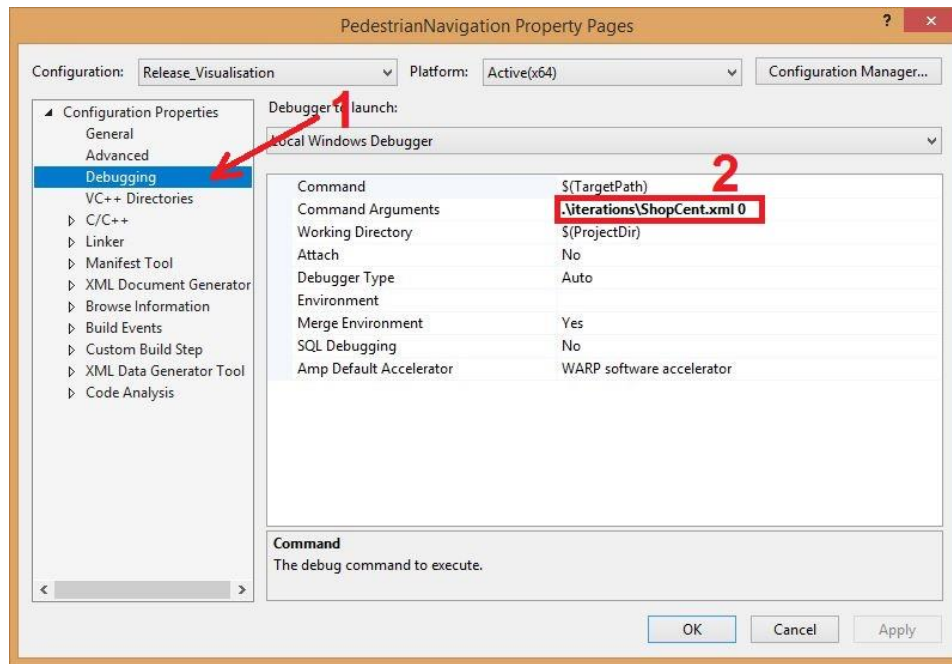 PedestrianNavigation Property Pages
? ×
Configuration: Release_Visualisation Platform: Active(x64) Configuration Manager...
Configuration Properties
General
Advanced
Debugging
VC++ Directories
C/C++
Linker
Manifest Tool
XML Document Generator
Browse Information
Build Events
Custom Build Step
XML Data Generator Tool
Code Analysis
1
Debugger to launch:
Local Windows Debugger
2
Command $(TargetPath)
Command Arguments .\iterations\ShopCent.xml 0
Working Directory $(ProjectDir)
Attach No
Debugger Type Auto
Environment
Merge Environment Yes
SQL Debugging No
Amp Default Accelerator WARP software accelerator
Command
The debug command to execute.
OK Cancel Apply